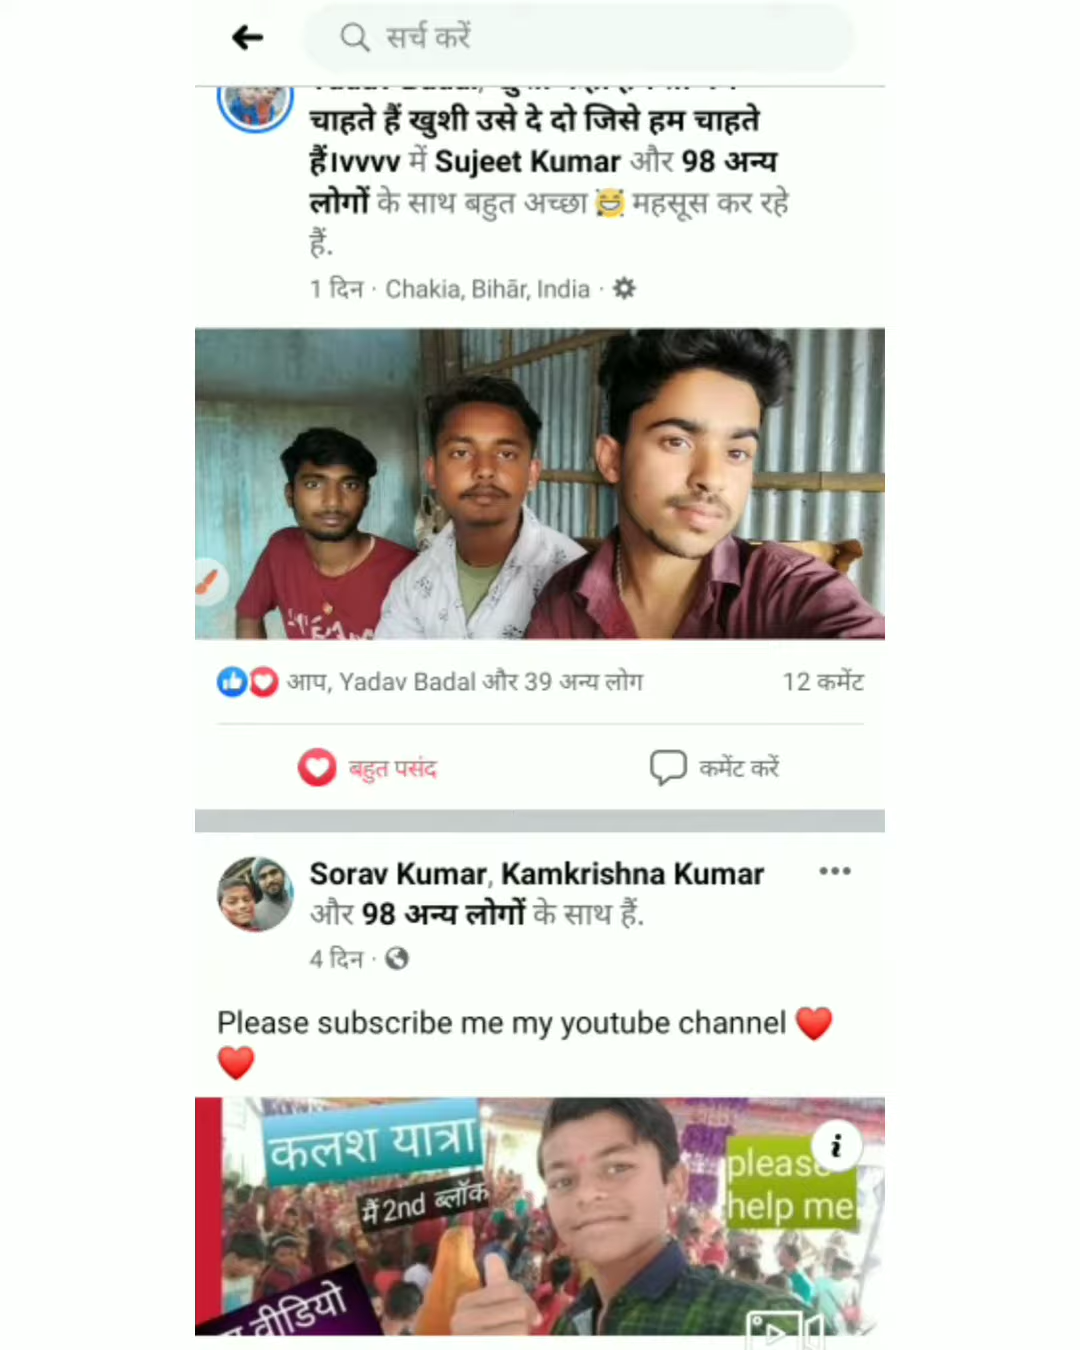 सर्च करें
चाहते हैं खुशी उसे दे दो जिसे हम चाहते
हैंlvvvv में Sujeet Kumar और 98 अन्य
लोगों के साथ बहुत अच्छा 😆 महसूस कर रहे
हैं.
1 दिन · Chakia, Bihār, India ·
आप, Yadav Badal और 39 अन्य लोग
12 कमेंट
बहुत पसंद
कमेंट करें
Sorav Kumar, Kamkrishna Kumar
और 98 अन्य लोगों के साथ हैं.
4 दिन ·
Please subscribe me my youtube channel ♥️
♥️
कलश यात्रा
मैं 2nd ब्लॉक
please
help me
वीडियो